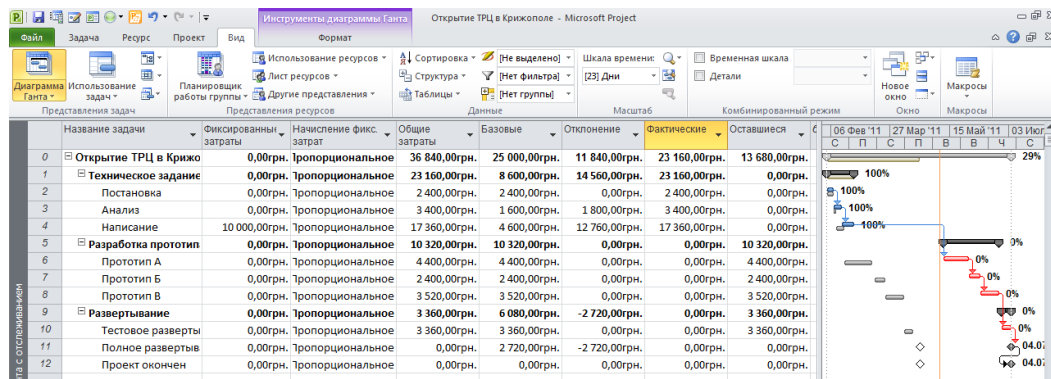 Инструменты диаграммы Ганта
Открытие ТРЦ в Крижополе - Microsoft Project
Файл Задача Ресурс Проект Вид Формат
Диаграмма Ганта
Использование задач
Планировщик работы группы
Использование ресурсов
Лист ресурсов
Другие представления
Сортировка
Структура
Таблицы
[Не выделено]
[Нет фильтра]
[Нет группы]
Шкала времени:
[23] Дни
Временная шкала
Детали
Новое окно
Макросы
Представления задач Представления ресурсов Данные Масштаб Комбинированный режим Окно Макросы
Название задачи Фиксированные затраты Начисление фикс. затрат Общие затраты Базовые Отклонение Фактические Оставшиеся
06 Фев '11 27 Мар '11 15 Май '11 03 Июл
С П С П В В Ч С
0 Открытие ТРЦ в Крижо 0,00грн. Пропорциональное 36 840,00грн. 25 000,00грн. 11 840,00грн. 23 160,00грн. 13 680,00грн. 29%
1 Техническое задание 0,00грн. Пропорциональное 23 160,00грн. 8 600,00грн. 14 560,00грн. 23 160,00грн. 0,00грн. 100%
2 Постановка 0,00грн. Пропорциональное 2 400,00грн. 2 400,00грн. 0,00грн. 2 400,00грн. 0,00грн. 100%
3 Анализ 0,00грн. Пропорциональное 3 400,00грн. 1 600,00грн. 1 800,00грн. 3 400,00грн. 0,00грн. 100%
4 Написание 10 000,00грн. Пропорциональное 17 360,00грн. 4 600,00грн. 12 760,00грн. 17 360,00грн. 0,00грн. 100%
5 Разработка прототип 0,00грн. Пропорциональное 10 320,00грн. 10 320,00грн. 0,00грн. 0,00грн. 10 320,00грн. 0%
6 Прототип А 0,00грн. Пропорциональное 4 400,00грн. 4 400,00грн. 0,00грн. 0,00грн. 4 400,00грн. 0%
7 Прототип Б 0,00грн. Пропорциональное 2 400,00грн. 2 400,00грн. 0,00грн. 0,00грн. 2 400,00грн. 0%
8 Прототип В 0,00грн. Пропорциональное 3 520,00грн. 3 520,00грн. 0,00грн. 0,00грн. 3 520,00грн. 0%
9 Развертывание 0,00грн. Пропорциональное 3 360,00грн. 6 080,00грн. -2 720,00грн. 0,00грн. 3 360,00грн. 0%
10 Тестовое разверты 0,00грн. Пропорциональное 3 360,00грн. 3 360,00грн. 0,00грн. 0,00грн. 3 360,00грн. 0%
11 Полное развертыв 0,00грн. Пропорциональное 0,00грн. 2 720,00грн. -2 720,00грн. 0,00грн. 0,00грн. 04.07
12 Проект окончен 0,00грн. Пропорциональное 0,00грн. 0,00грн. 0,00грн. 0,00грн. 0,00грн. 04.07
та с отслеживанием